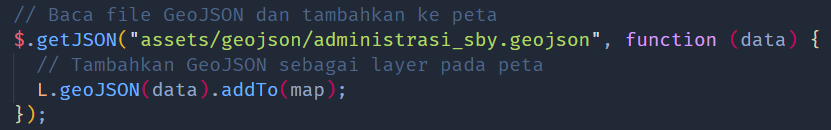 // Baca file GeoJSON dan tambahkan ke peta
$.getJSON("assets/geojson/administrasi_sby.geojson", function (data) {
// Tambahkan GeoJSON sebagai layer pada peta
L.geoJSON(data).addTo(map);
});